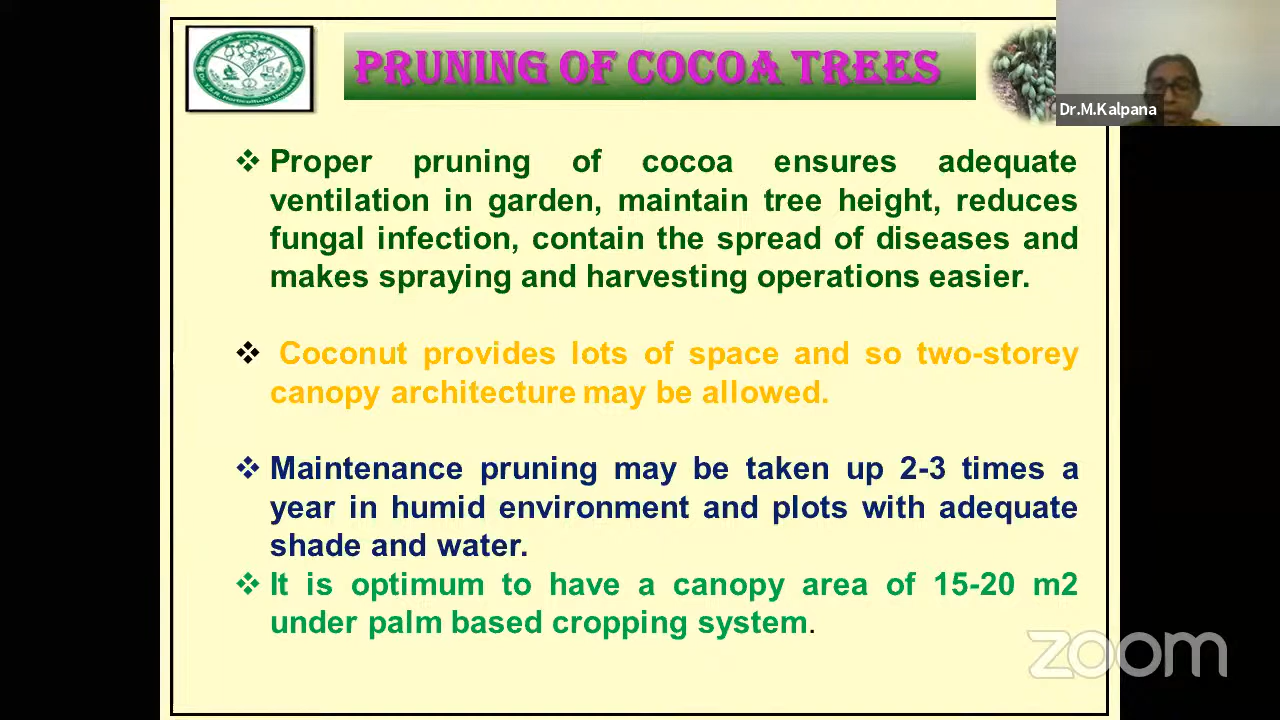 PRUNING OF COCOA TREES
Dr.M.Kalpana
❖ Proper pruning of cocoa ensures adequate
ventilation in garden, maintain tree height, reduces
fungal infection, contain the spread of diseases and
makes spraying and harvesting operations easier.
❖ Coconut provides lots of space and so two-storey
canopy architecture may be allowed.
❖ Maintenance pruning may be taken up 2-3 times a
year in humid environment and plots with adequate
shade and water.
❖ It is optimum to have a canopy area of 15-20 m2
under palm based cropping system.
zoom